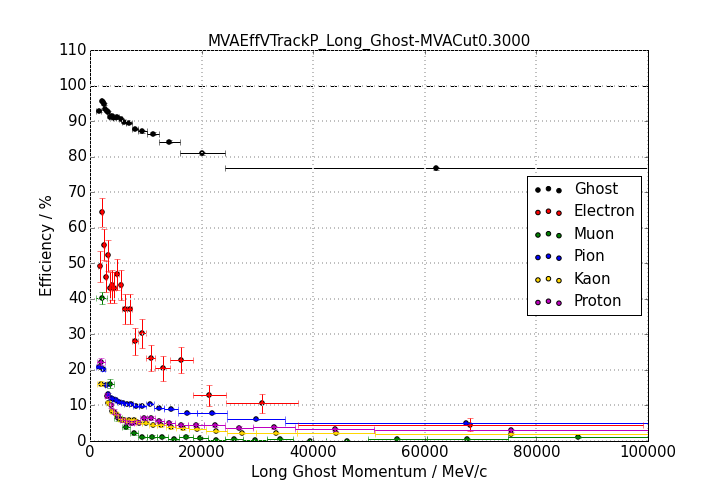 MVAEffVTrackP_Long_Ghost-MVACut0.3000
110
100
90
80
70
60
50
40
30
20
10
0
Efficiency / %
Ghost
Electron
Muon
Pion
Kaon
Proton
0 20000 40000 60000 80000 100000
Long Ghost Momentum / MeV/c